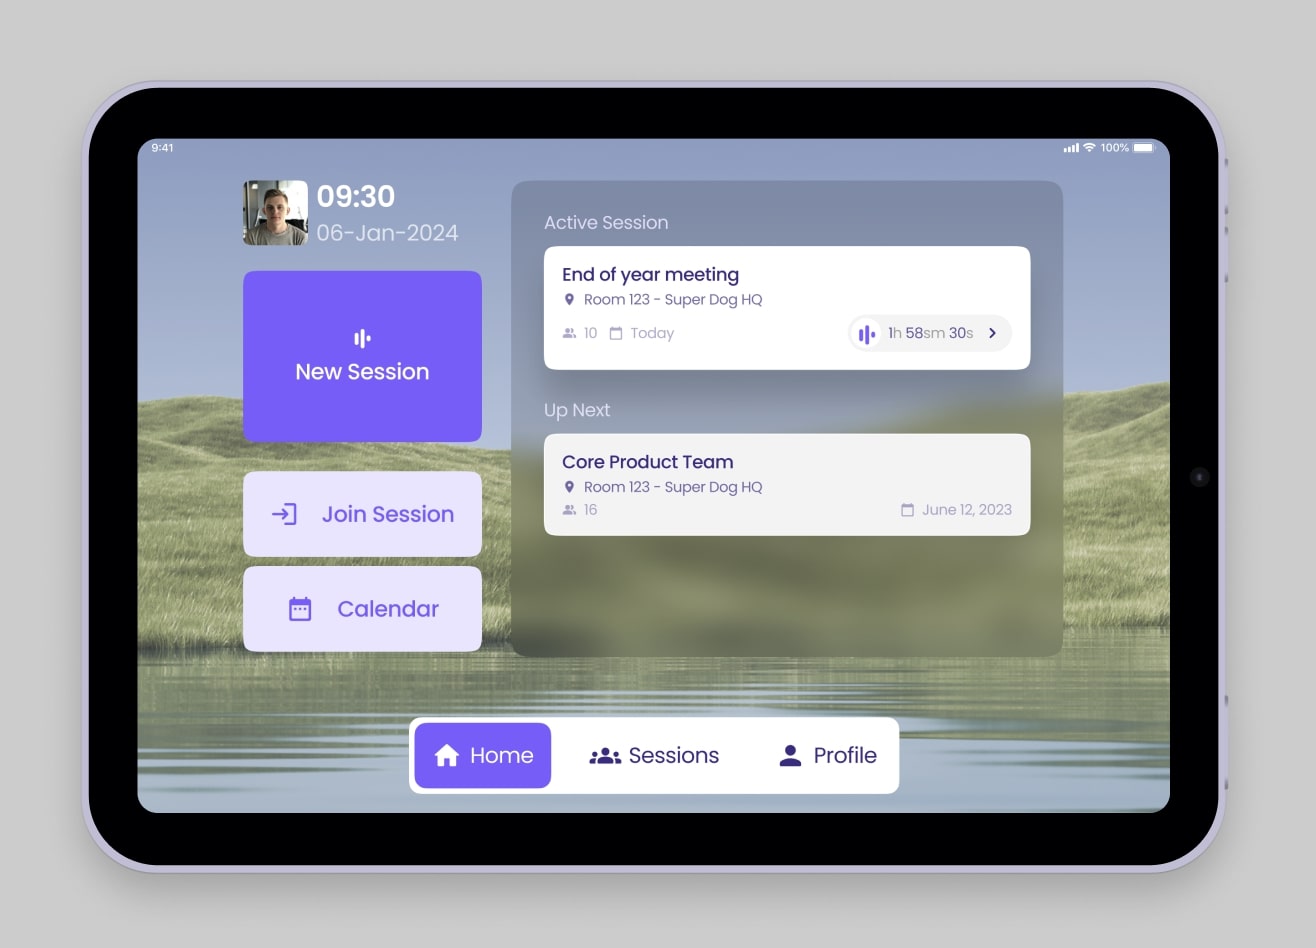 9:41
100%
09:30
06-Jan-2024
New Session
Join Session
Calendar
Active Session
End of year meeting
Room 123 - Super Dog HQ
10 Today
1h 58sm 30s
Up Next
Core Product Team
Room 123 - Super Dog HQ
16
June 12, 2023
Home
Sessions
Profile